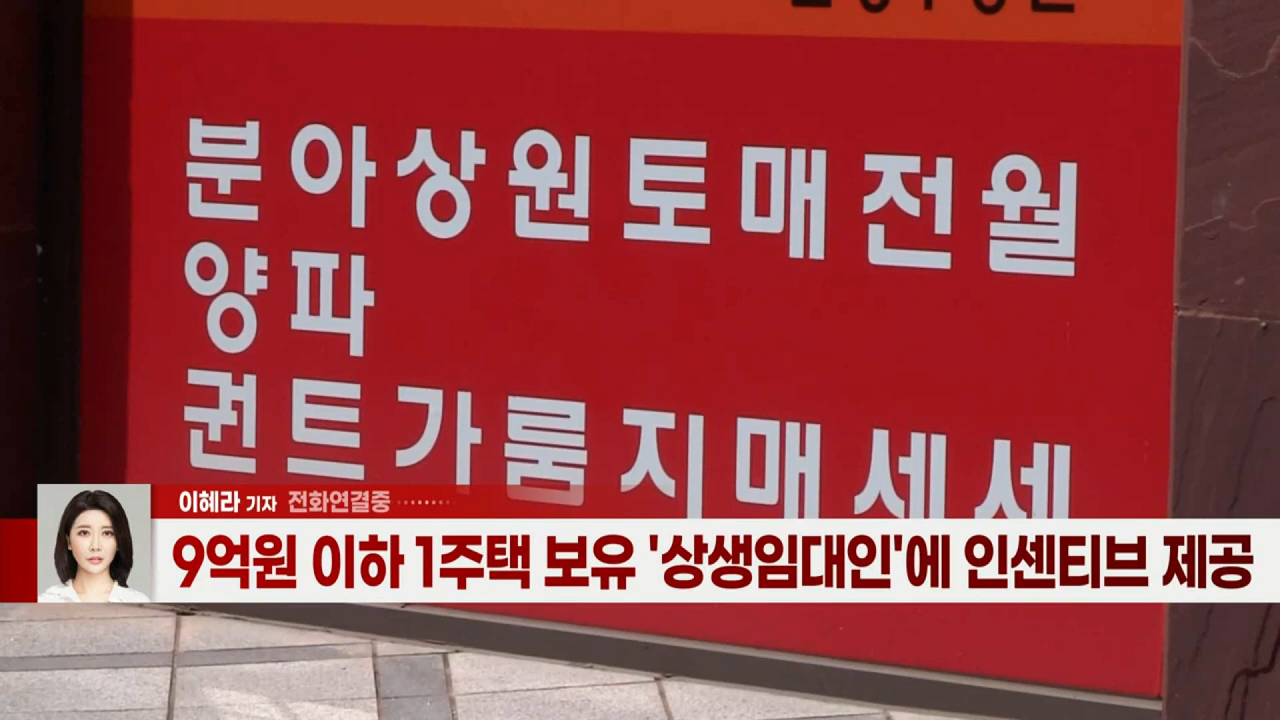 분아상원토매전월
양파
권트가룸지매세세
이혜라 기자 전화연결중
9억원 이하 1주택 보유 '상생임대인'에 인센티브 제공